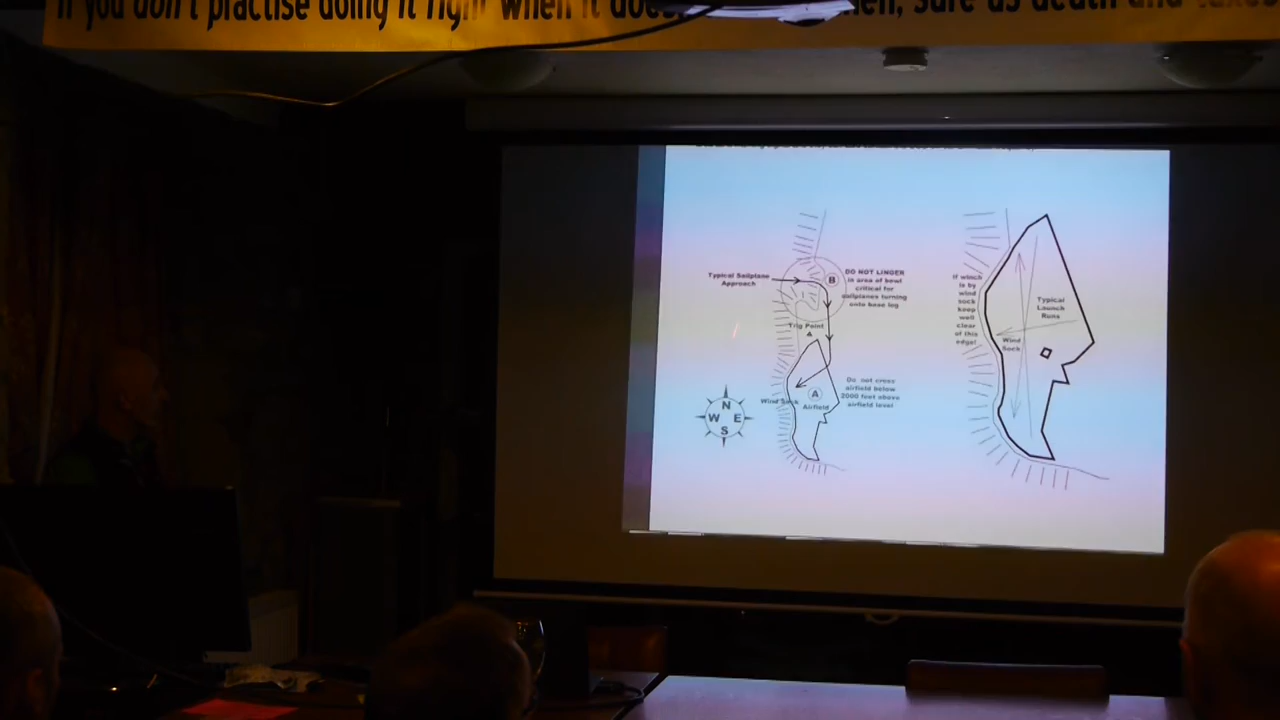 If you don't practise doing it right when it does
then, sure as death and taxes
Typical Sailplane
Approach
B
DO NOT LINGER
in area of bowl
critical for
sailplanes turning
onto base leg
Trig Point
Wind Sock
A
Airfield
Do not cross
airfield below
2000 feet above
airfield level
N
W E
S
If winch
is by
wind
sock
keep
well
clear
of this
edge!
Typical
Launch
Runs
Wind
Sock